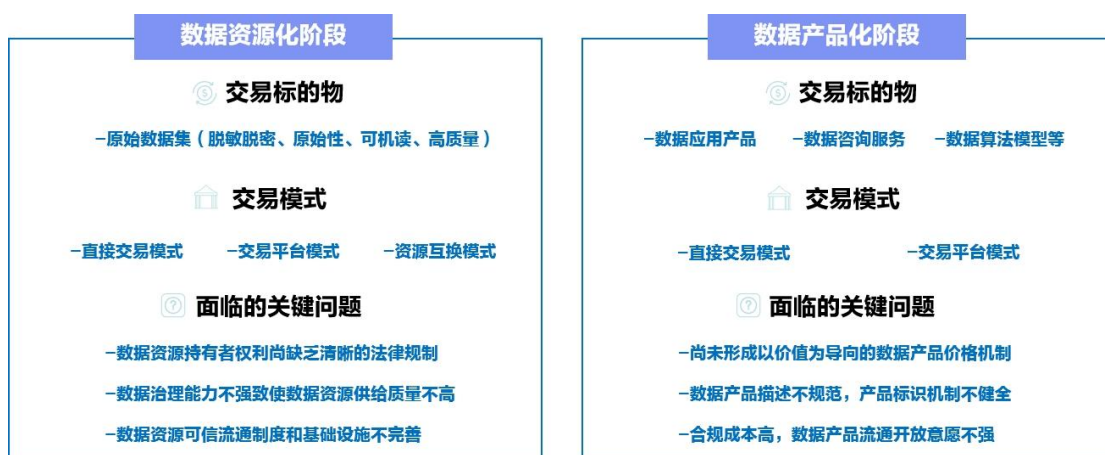 数据资源化阶段
交易标的物
-原始数据集（脱敏脱密、原始性、可机读、高质量）
交易模式
-直接交易模式 -交易平台模式 -资源互换模式
面临的关键问题
-数据资源持有者权利尚缺乏清晰的法律规制
-数据治理能力不强致使数据资源供给质量不高
-数据资源可信流通制度和基础设施不完善
数据产品化阶段
交易标的物
-数据应用产品 -数据咨询服务 -数据算法模型等
交易模式
-直接交易模式 -交易平台模式
面临的关键问题
-尚未形成以价值为导向的数据产品价格机制
-数据产品描述不规范，产品标识机制不健全
-合规成本高，数据产品流通开放意愿不强